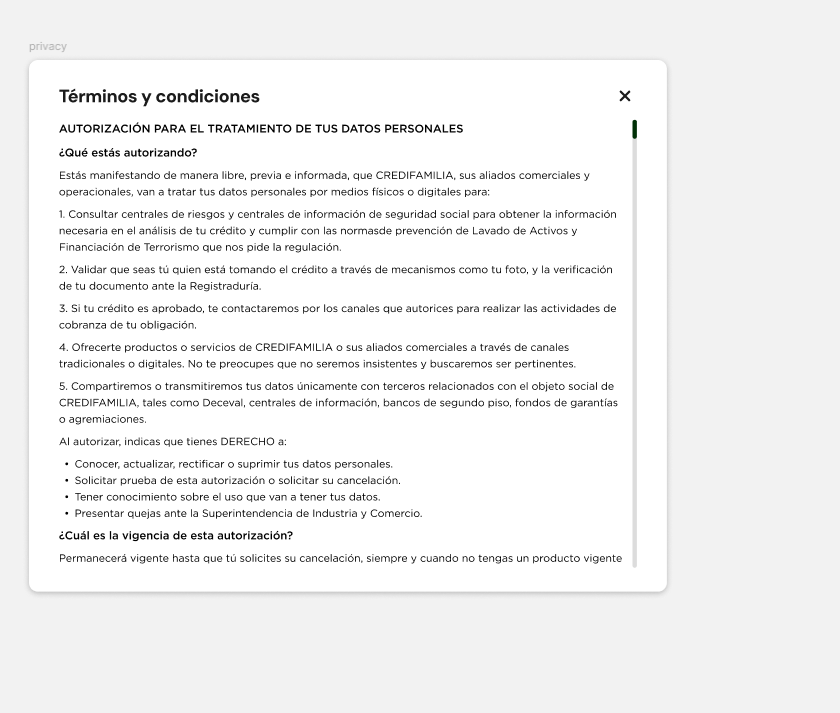 privacy
Términos y condiciones
AUTORIZACIÓN PARA EL TRATAMIENTO DE TUS DATOS PERSONALES
¿Qué estás autorizando?
Estás manifestando de manera libre, previa e informada, que CREDIFAMILIA, sus aliados comerciales y
operacionales, van a tratar tus datos personales por medios físicos o digitales para:
1. Consultar centrales de riesgos y centrales de información de seguridad social para obtener la información
necesaria en el análisis de tu crédito y cumplir con las normasde prevención de Lavado de Activos y
Financiación de Terrorismo que nos pide la regulación.
2. Validar que seas tú quien está tomando el crédito a través de mecanismos como tu foto, y la verificación
de tu documento ante la Registraduría.
3. Si tu crédito es aprobado, te contactaremos por los canales que autorices para realizar las actividades de
cobranza de tu obligación.
4. Ofrecerte productos o servicios de CREDIFAMILIA o sus aliados comerciales a través de canales
tradicionales o digitales. No te preocupes que no seremos insistentes y buscaremos ser pertinentes.
5. Compartiremos o transmitiremos tus datos únicamente con terceros relacionados con el objeto social de
CREDIFAMILIA, tales como Deceval, centrales de información, bancos de segundo piso, fondos de garantías
o agremiaciones.
Al autorizar, indicas que tienes DERECHO a:
• Conocer, actualizar, rectificar o suprimir tus datos personales.
• Solicitar prueba de esta autorización o solicitar su cancelación.
• Tener conocimiento sobre el uso que van a tener tus datos.
• Presentar quejas ante la Superintendencia de Industria y Comercio.
¿Cuál es la vigencia de esta autorización?
Permanecerá vigente hasta que tú solicites su cancelación, siempre y cuando no tengas un producto vigente